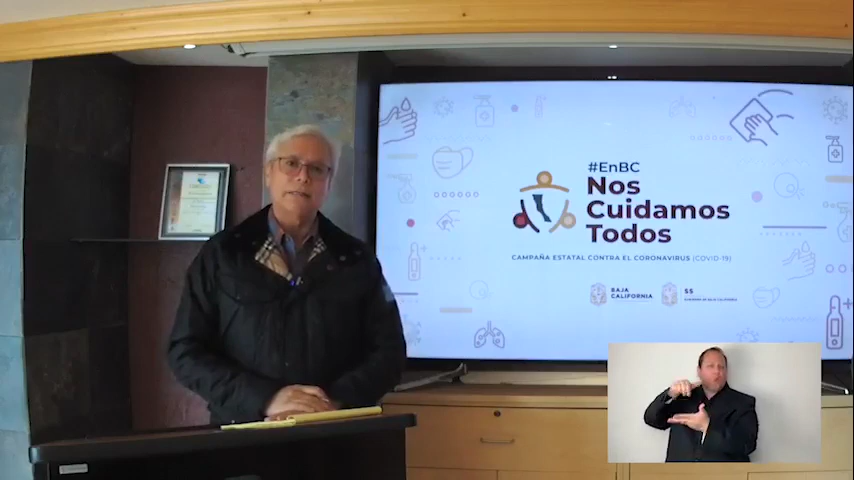 #EnBC
Nos
Cuidamos
Todos
CAMPAÑA ESTATAL CONTRA EL CORONAVIRUS (COVID-19)
BAJA
CALIFORNIA
SS